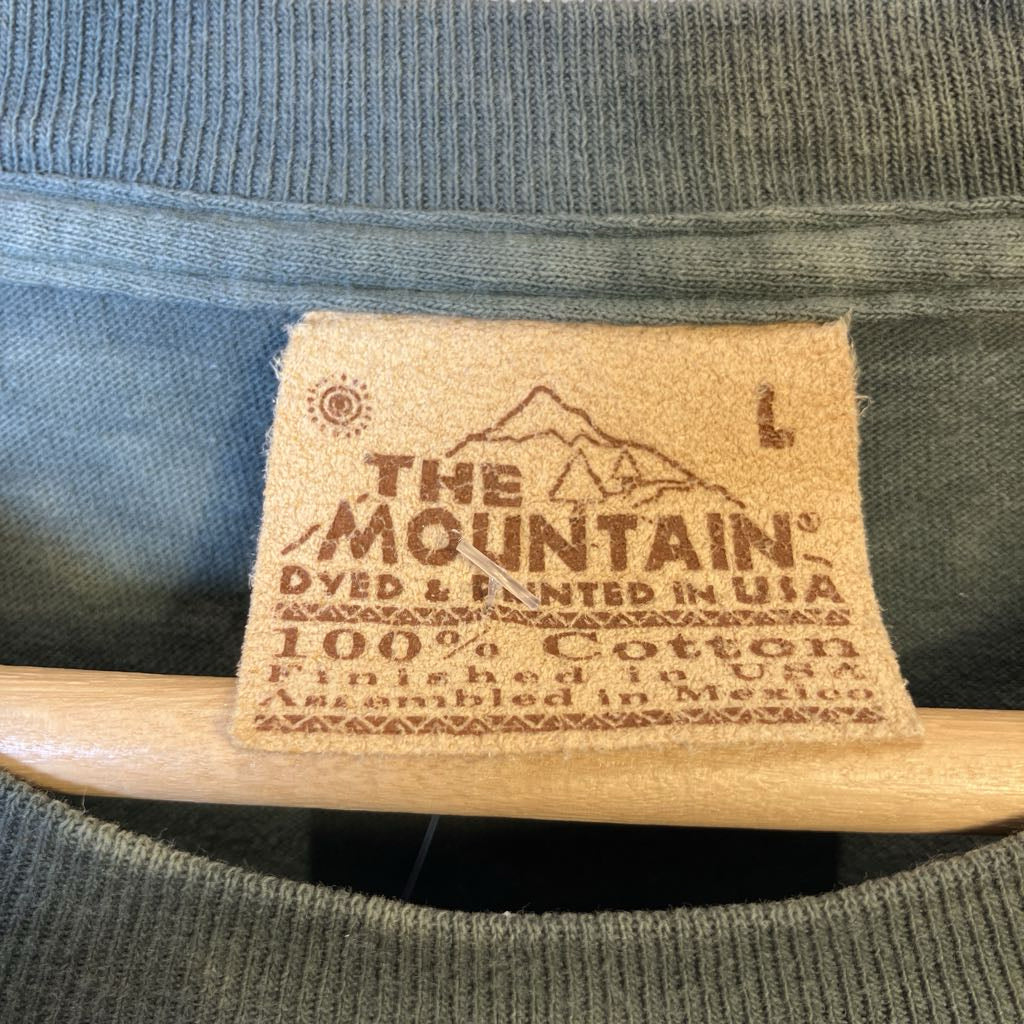 L
THE
MOUNTAIN
DYED & PRINTED IN USA
100% Cotton
Finished in USA
Assembled in Mexico